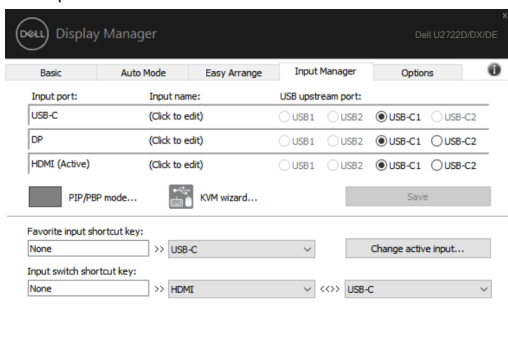 x
DELL Display Manager Dell U2722D/DX/DE
Basic Auto Mode Easy Arrange Input Manager Options i
Input port: Input name: USB upstream port:
USB-C (Click to edit) USB1 USB2 USB-C1 USB-C2
DP (Click to edit) USB1 USB2 USB-C1 USB-C2
HDMI (Active) (Click to edit) USB1 USB2 USB-C1 USB-C2
PIP/PBP mode... KVM wizard... Save
Favorite input shortcut key:
None >> USB-C Change active input...
Input switch shortcut key:
None >> HDMI <<>> USB-C